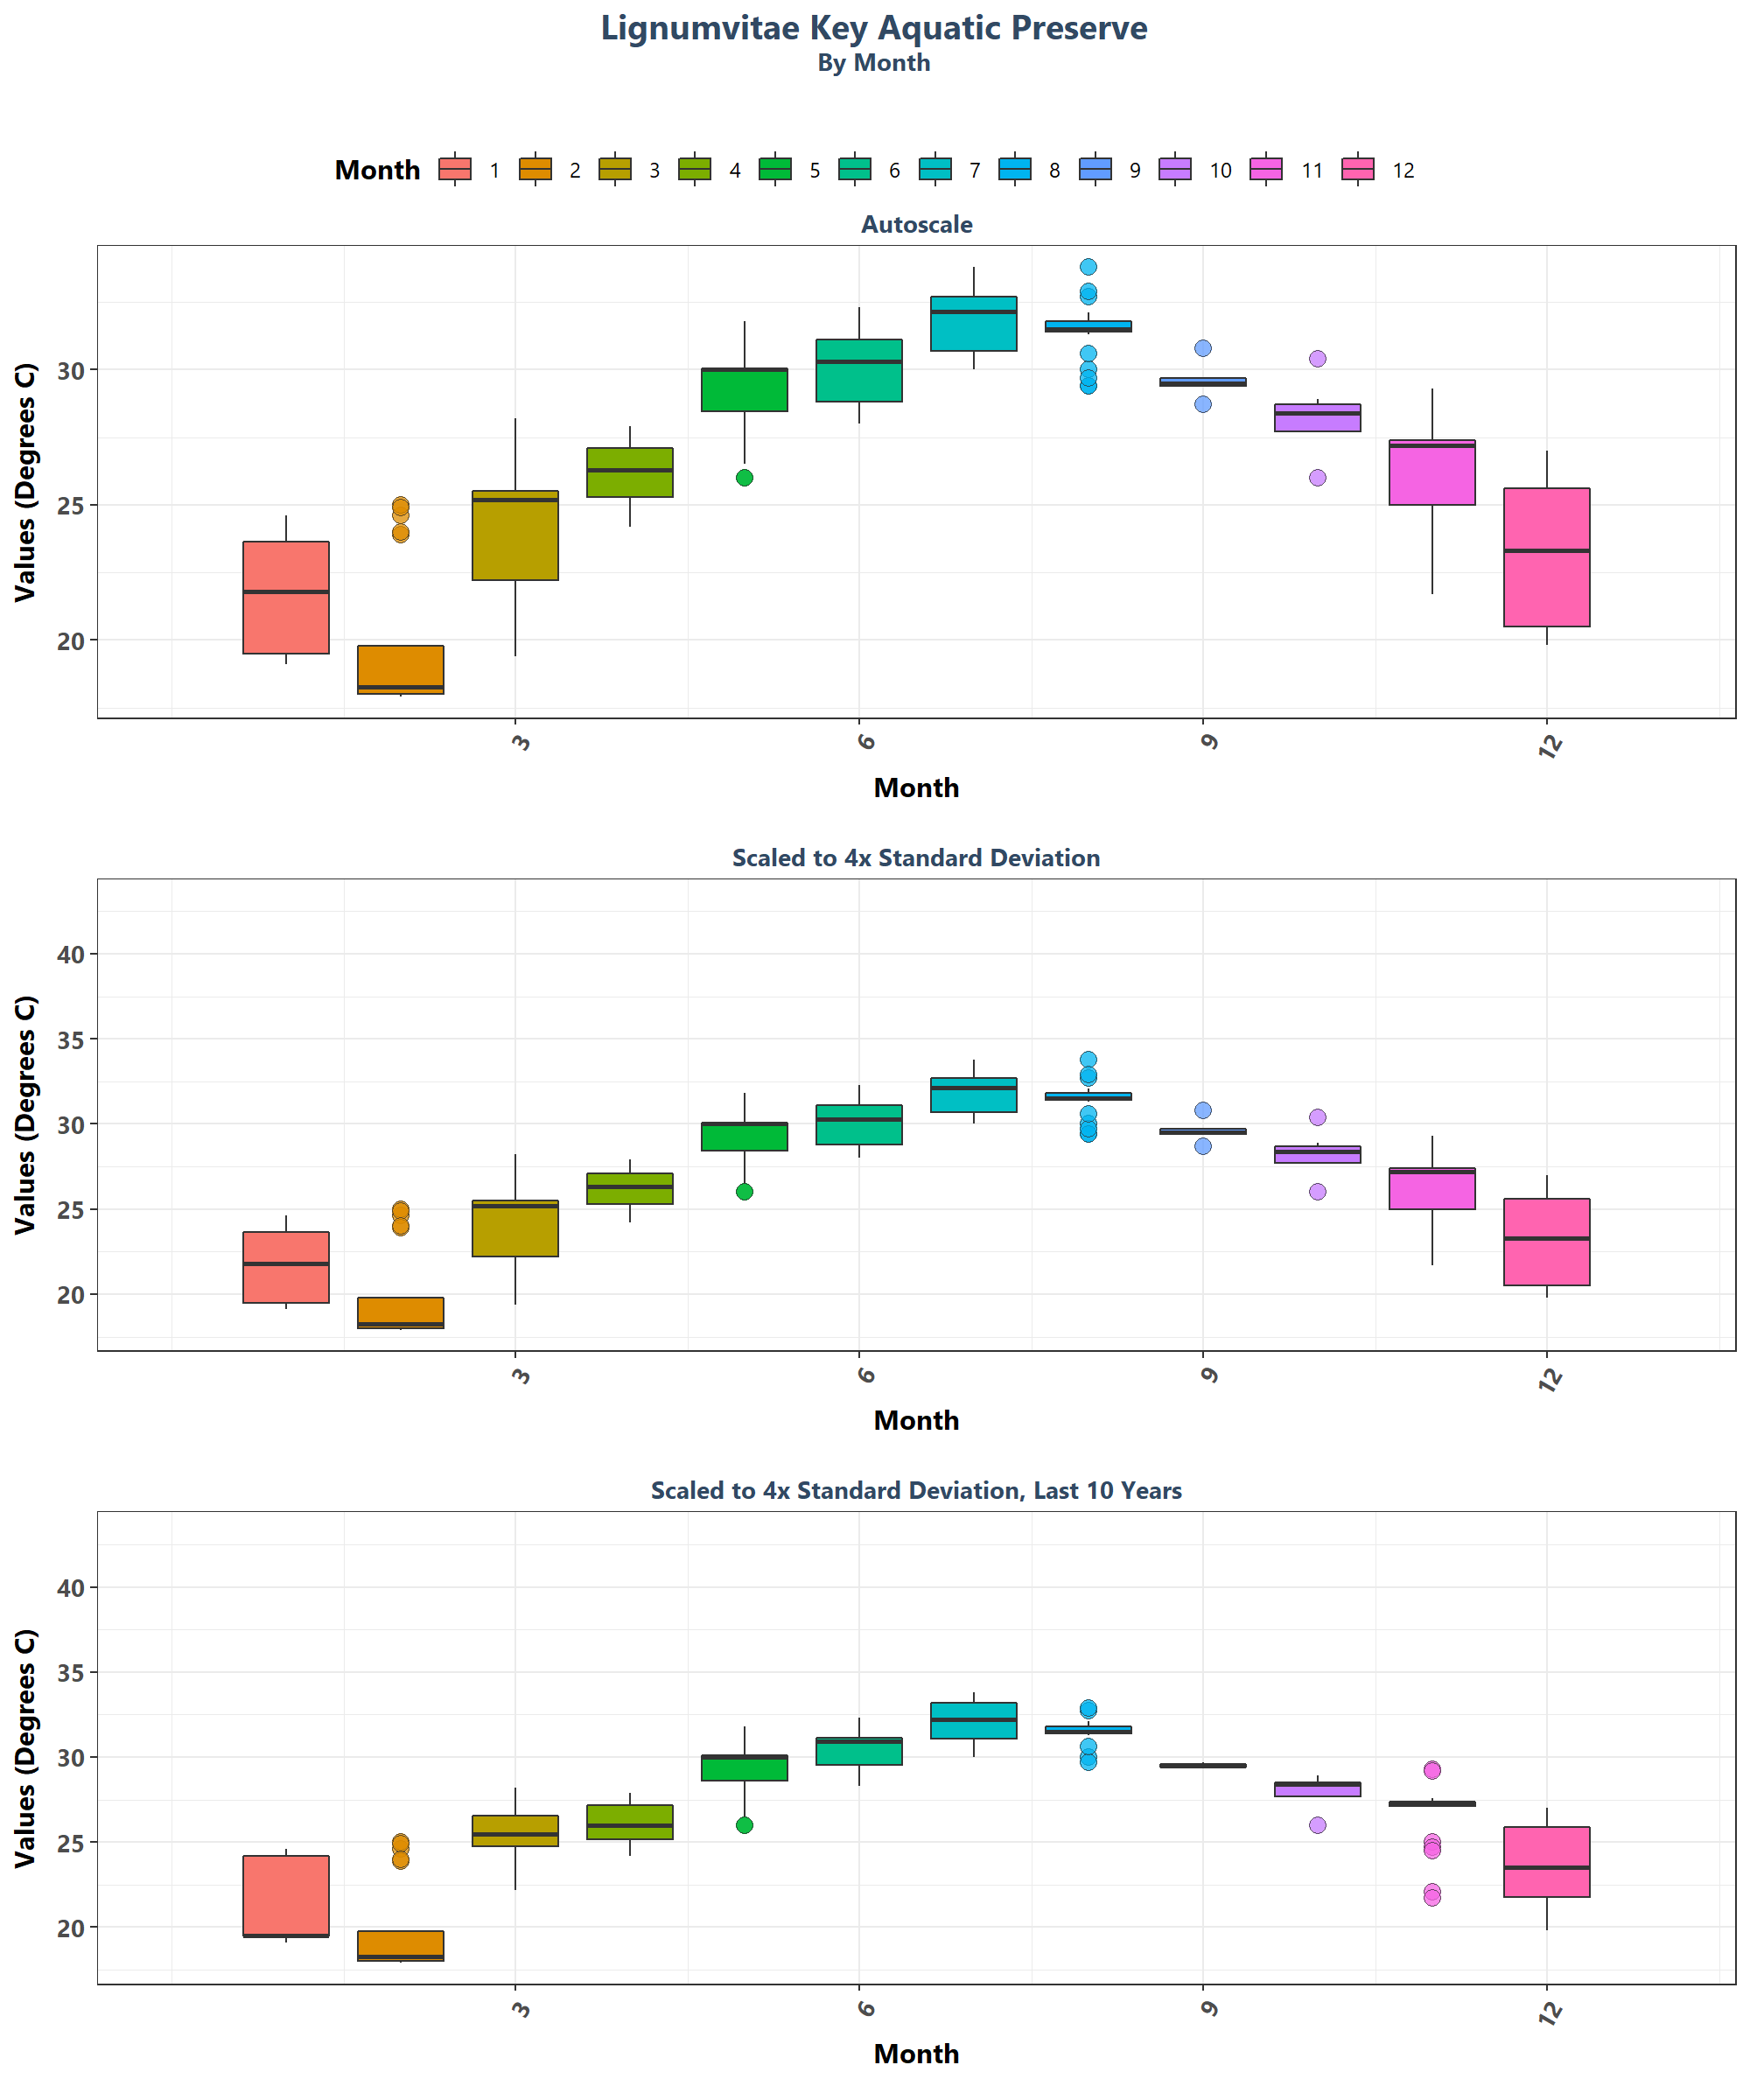 Lignumvitae Key Aquatic Preserve
By Month
Month 1 2 3 4 5 6 7 8 9 10 11 12
Autoscale
Values (Degrees C)
30
25
20
3 6 9 12
Month
Scaled to 4x Standard Deviation
Values (Degrees C)
40
35
30
25
20
3 6 9 12
Month
Scaled to 4x Standard Deviation, Last 10 Years
Values (Degrees C)
40
35
30
25
20
3 6 9 12
Month